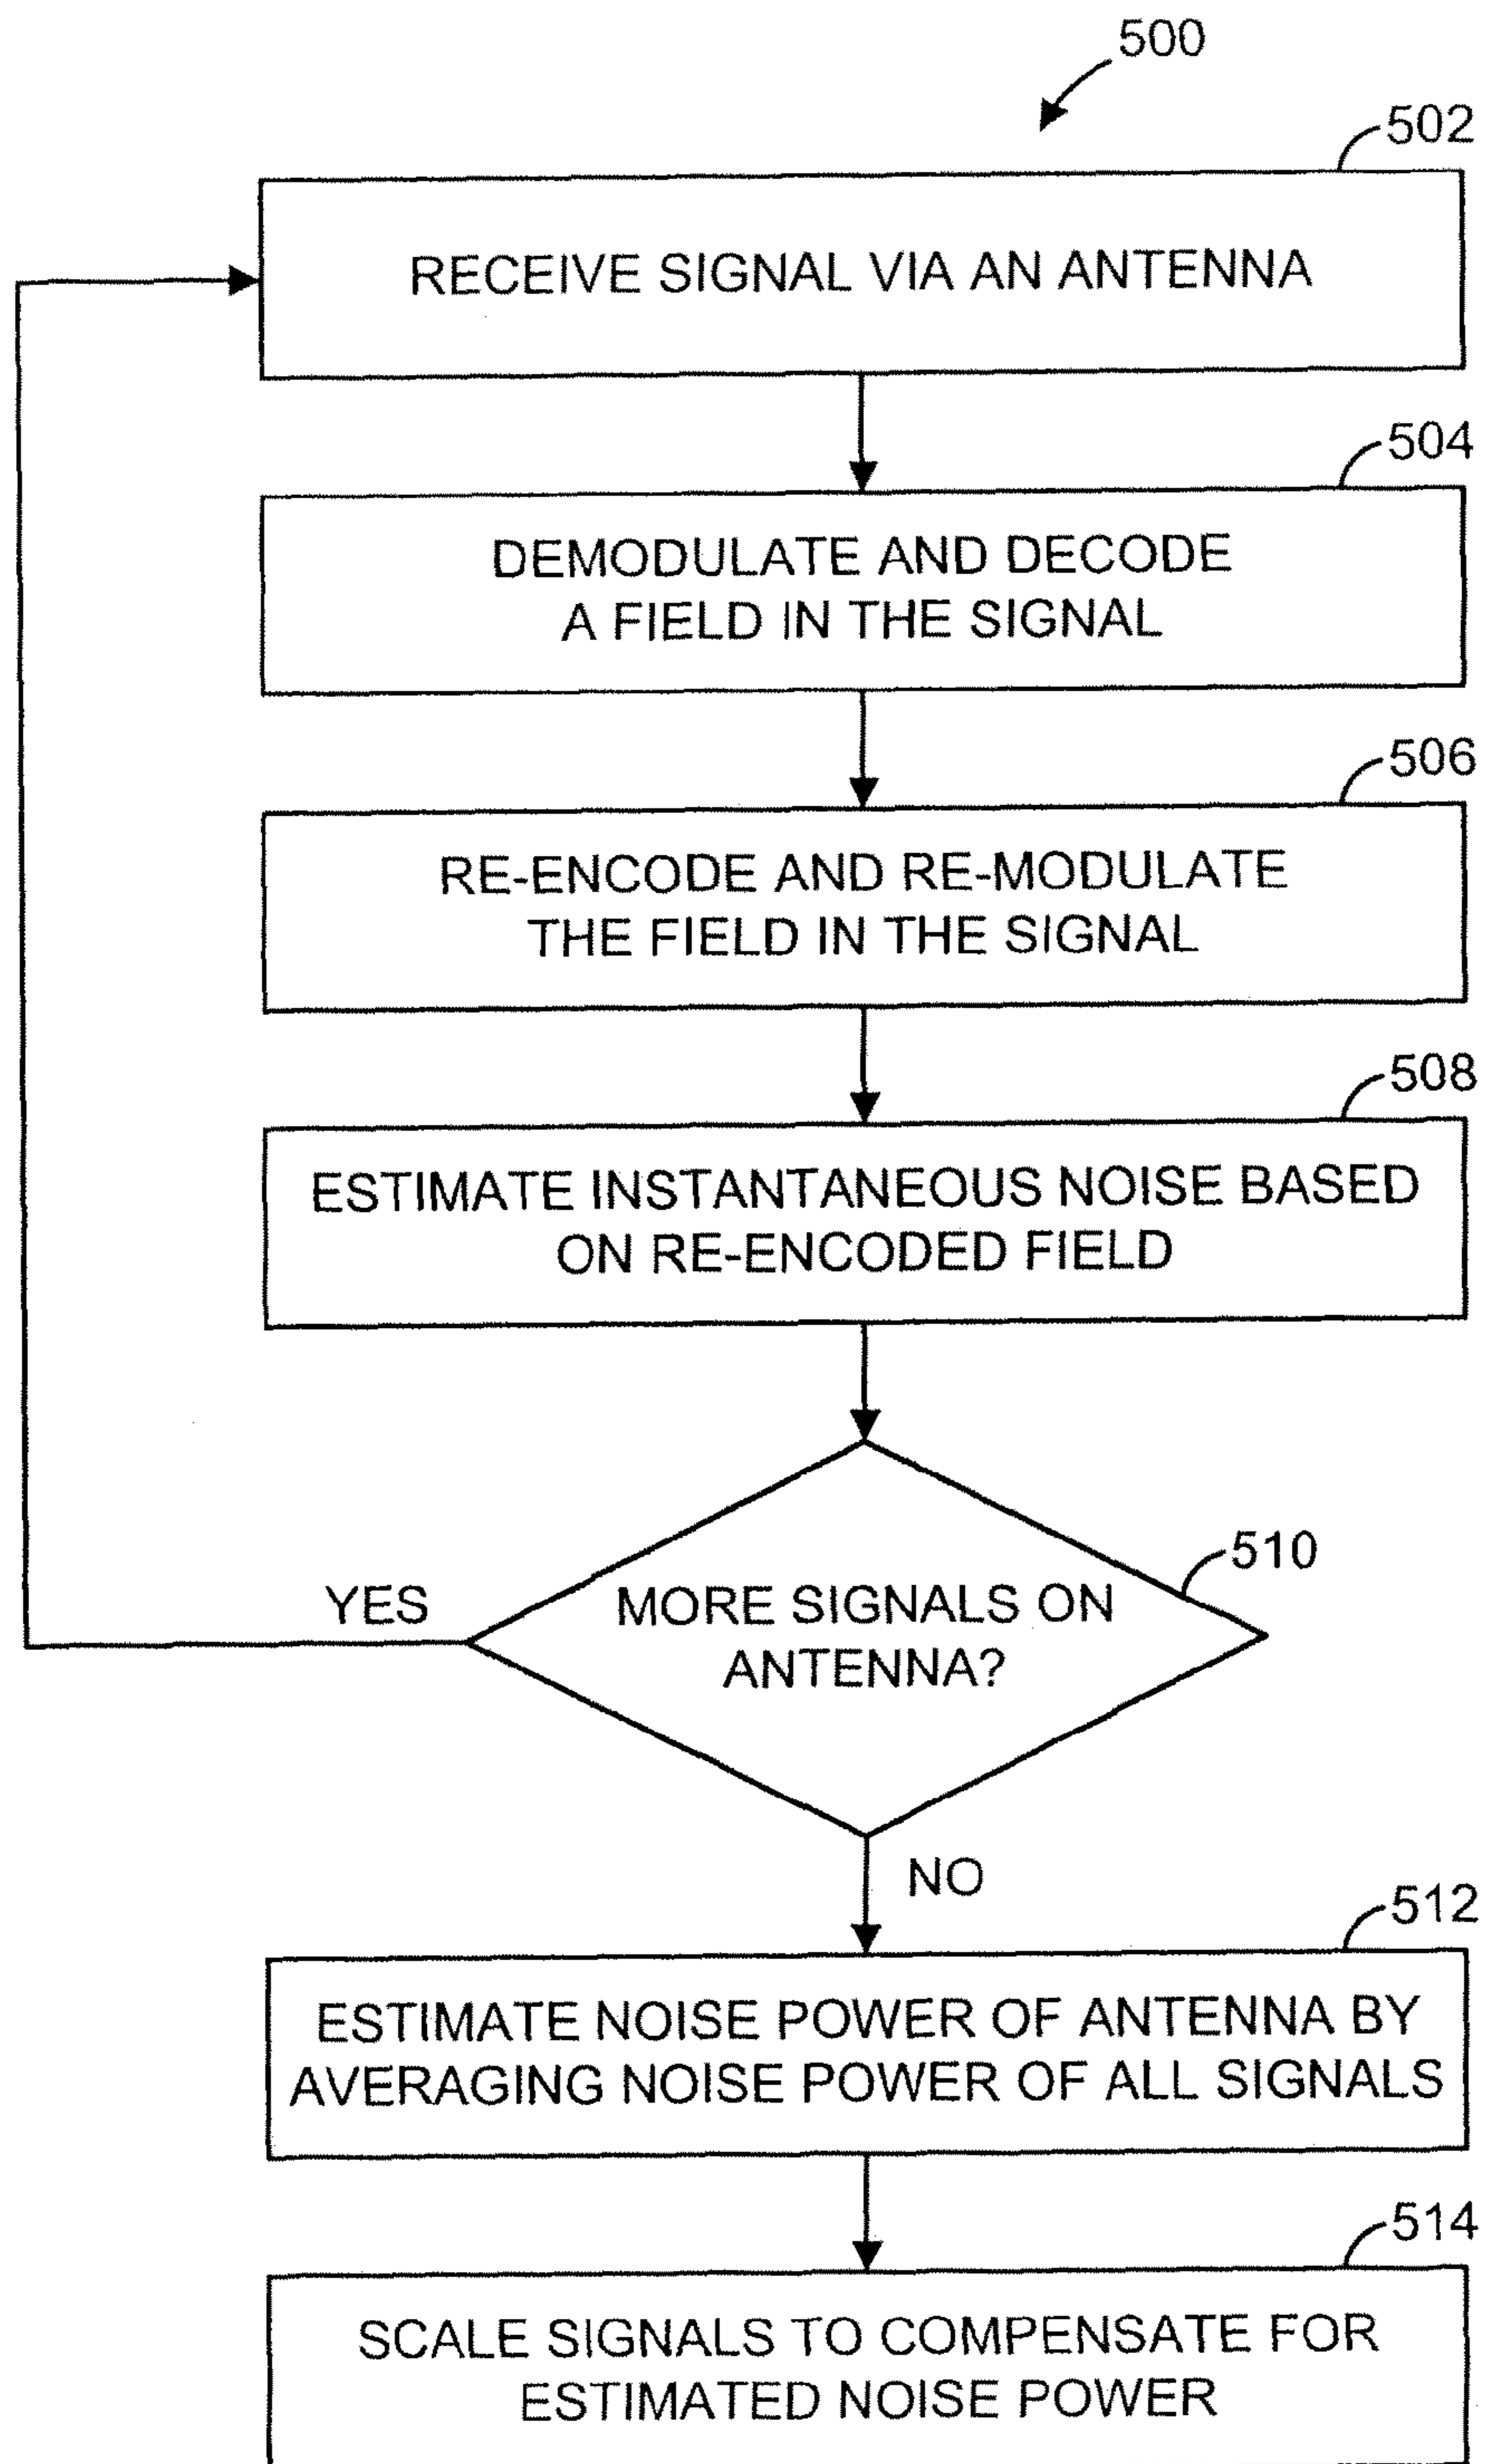 500
502
RECEIVE SIGNAL VIA AN ANTENNA
504
DEMODULATE AND DECODE
A FIELD IN THE SIGNAL
506
RE-ENCODE AND RE-MODULATE
THE FIELD IN THE SIGNAL
508
ESTIMATE INSTANTANEOUS NOISE BASED
ON RE-ENCODED FIELD
510
YES
MORE SIGNALS ON
ANTENNA?
NO
512
ESTIMATE NOISE POWER OF ANTENNA BY
AVERAGING NOISE POWER OF ALL SIGNALS
514
SCALE SIGNALS TO COMPENSATE FOR
ESTIMATED NOISE POWER